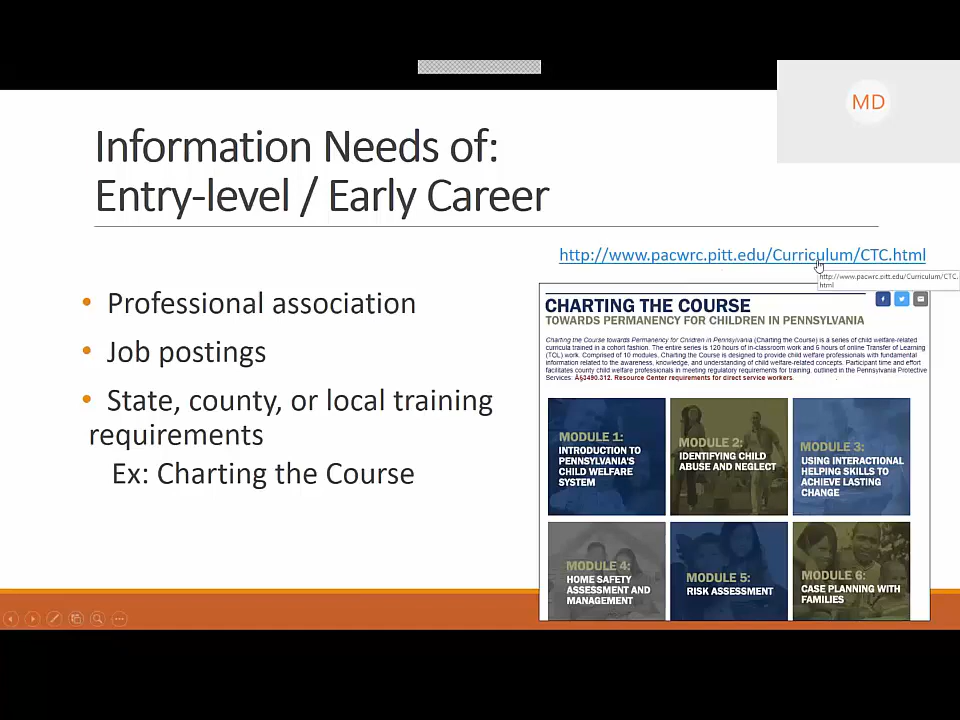 MD
Information Needs of:
Entry-level / Early Career
http://www.pacwrc.pitt.edu/Curriculum/CTC.html
http://www.pacwrc.pitt.edu/Curriculum/CTC.
html
• Professional association
• Job postings
• State, county, or local training
requirements
Ex: Charting the Course
CHARTING THE COURSE
TOWARDS PERMANENCY FOR CHILDREN IN PENNSYLVANIA
Charting the Course towards Permanency for Children in Pennsylvania (Charting the Course) is a series of child welfare-related
curricula trained in a cohort fashion. The entire series is 120 hours of in-classroom work and 5 hours of online Transfer of Learning
(TOL) work. Comprised of 10 modules, Charting the Course is designed to provide child welfare professionals with fundamental
information related to the awareness, knowledge, and understanding of child welfare-related concepts. Participant time and effort
facilitates county child welfare professionals in meeting regulatory requirements for training, outlined in the Pennsylvania Protective
Services: Â§3490.312. Resource Center requirements for direct service workers.
MODULE 1:
INTRODUCTION TO
PENNSYLVANIA'S
CHILD WELFARE
SYSTEM
MODULE 2:
IDENTIFYING CHILD
ABUSE AND NEGLECT
MODULE 3:
USING INTERACTIONAL
HELPING SKILLS TO
ACHIEVE LASTING
CHANGE
MODULE 4:
HOME SAFETY
ASSESSMENT AND
MANAGEMENT
MODULE 5:
RISK ASSESSMENT
MODULE 6:
CASE PLANNING WITH
FAMILIES